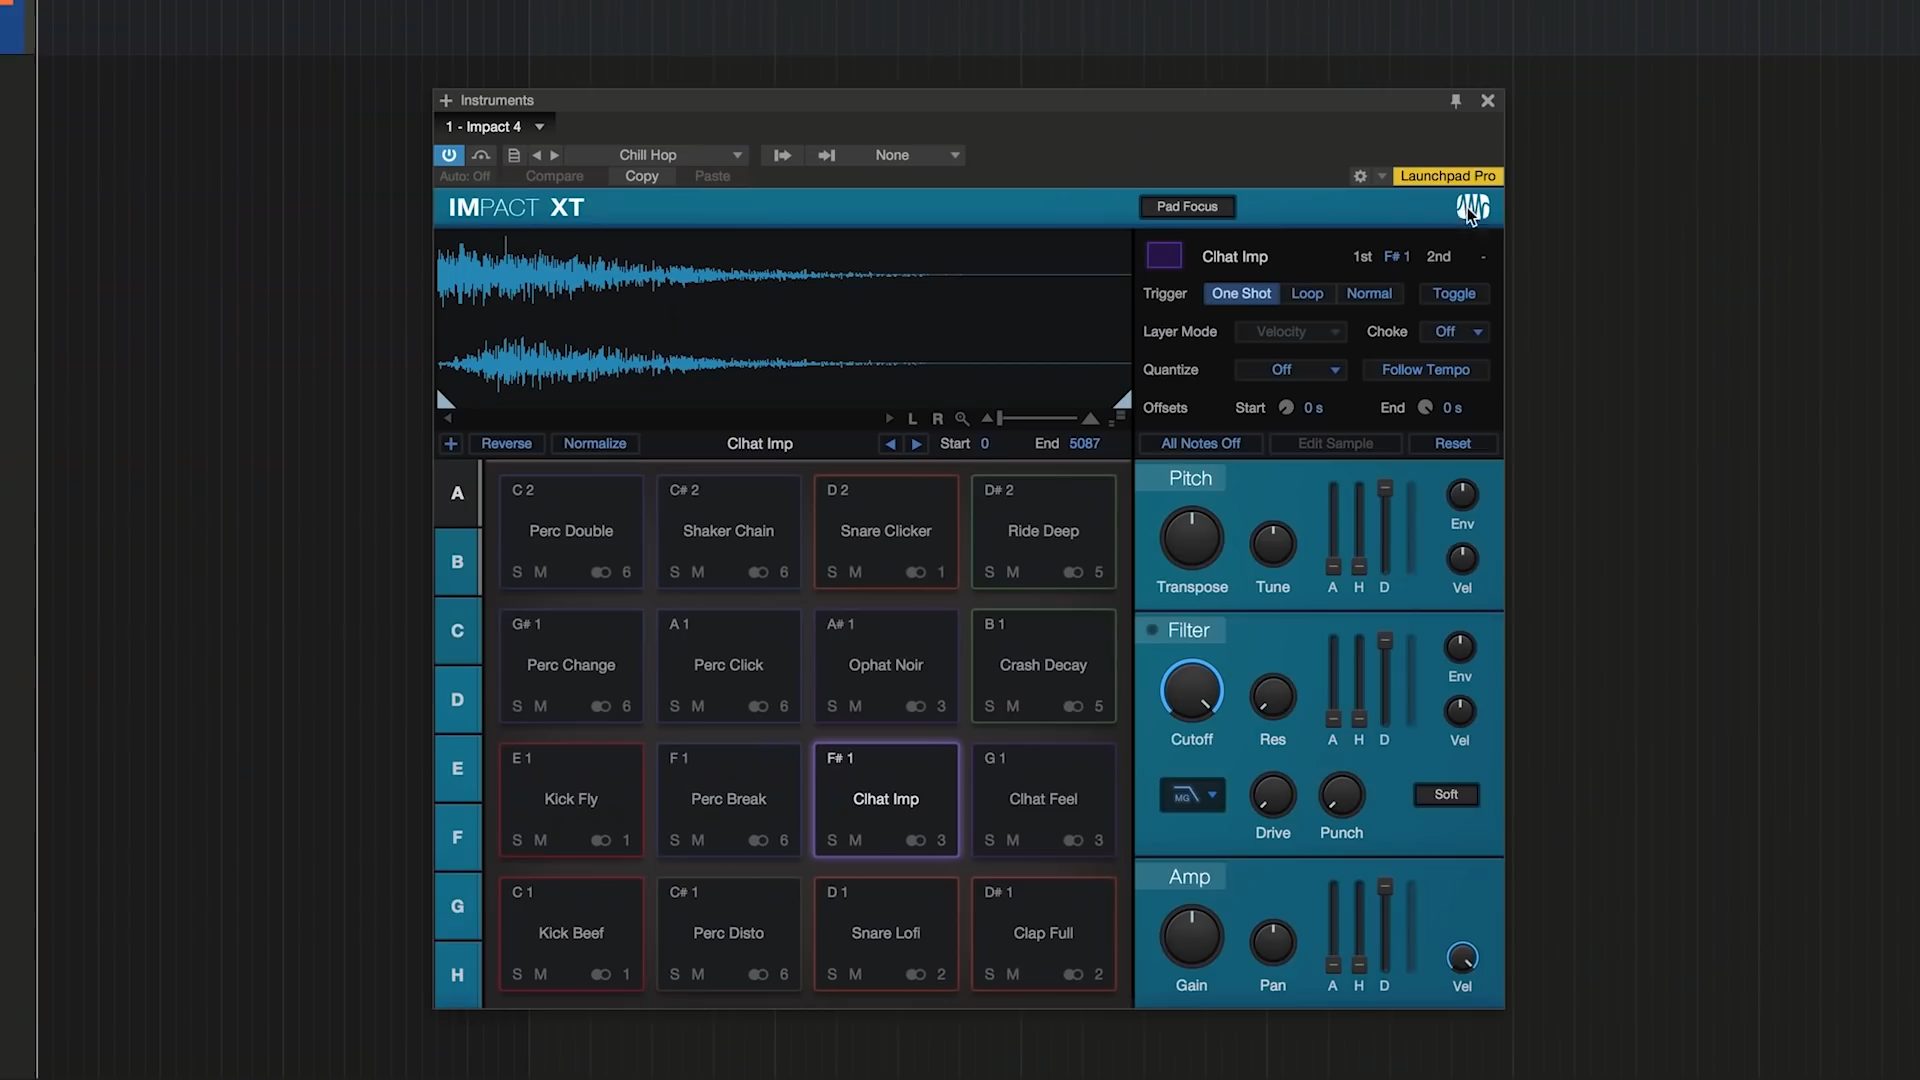 Instruments
1 - Impact 4
Chill Hop
None
Auto: Off Compare Copy Paste
Launchpad Pro
IMPACT XT
Pad Focus
Clhat Imp 1st F# 1 2nd -
Trigger One Shot Loop Normal Toggle
Layer Mode Velocity Choke Off
Quantize Off Follow Tempo
Offsets Start 0 s End 0 s
L R
Reverse Normalize Clhat Imp Start 0 End 5087
All Notes Off Edit Sample Reset
A
B
C
D
E
F
G
H
C 2 C# 2 D 2 D# 2
Perc Double Shaker Chain Snare Clicker Ride Deep
S M 6 S M 6 S M 1 S M 5
G# 1 A 1 A# 1 B 1
Perc Change Perc Click Ophat Noir Crash Decay
S M 6 S M 6 S M 3 S M 5
E 1 F 1 F# 1 G 1
Kick Fly Perc Break Clhat Imp Clhat Feel
S M 1 S M 6 S M 3 S M 3
C 1 C# 1 D 1 D# 1
Kick Beef Perc Disto Snare Lofi Clap Full
S M 1 S M 6 S M 2 S M 2
Pitch
Env
Transpose Tune A H D Vel
Filter
Env
Cutoff Res A H D Vel
MG
Soft
Drive Punch
Amp
Gain Pan A H D Vel